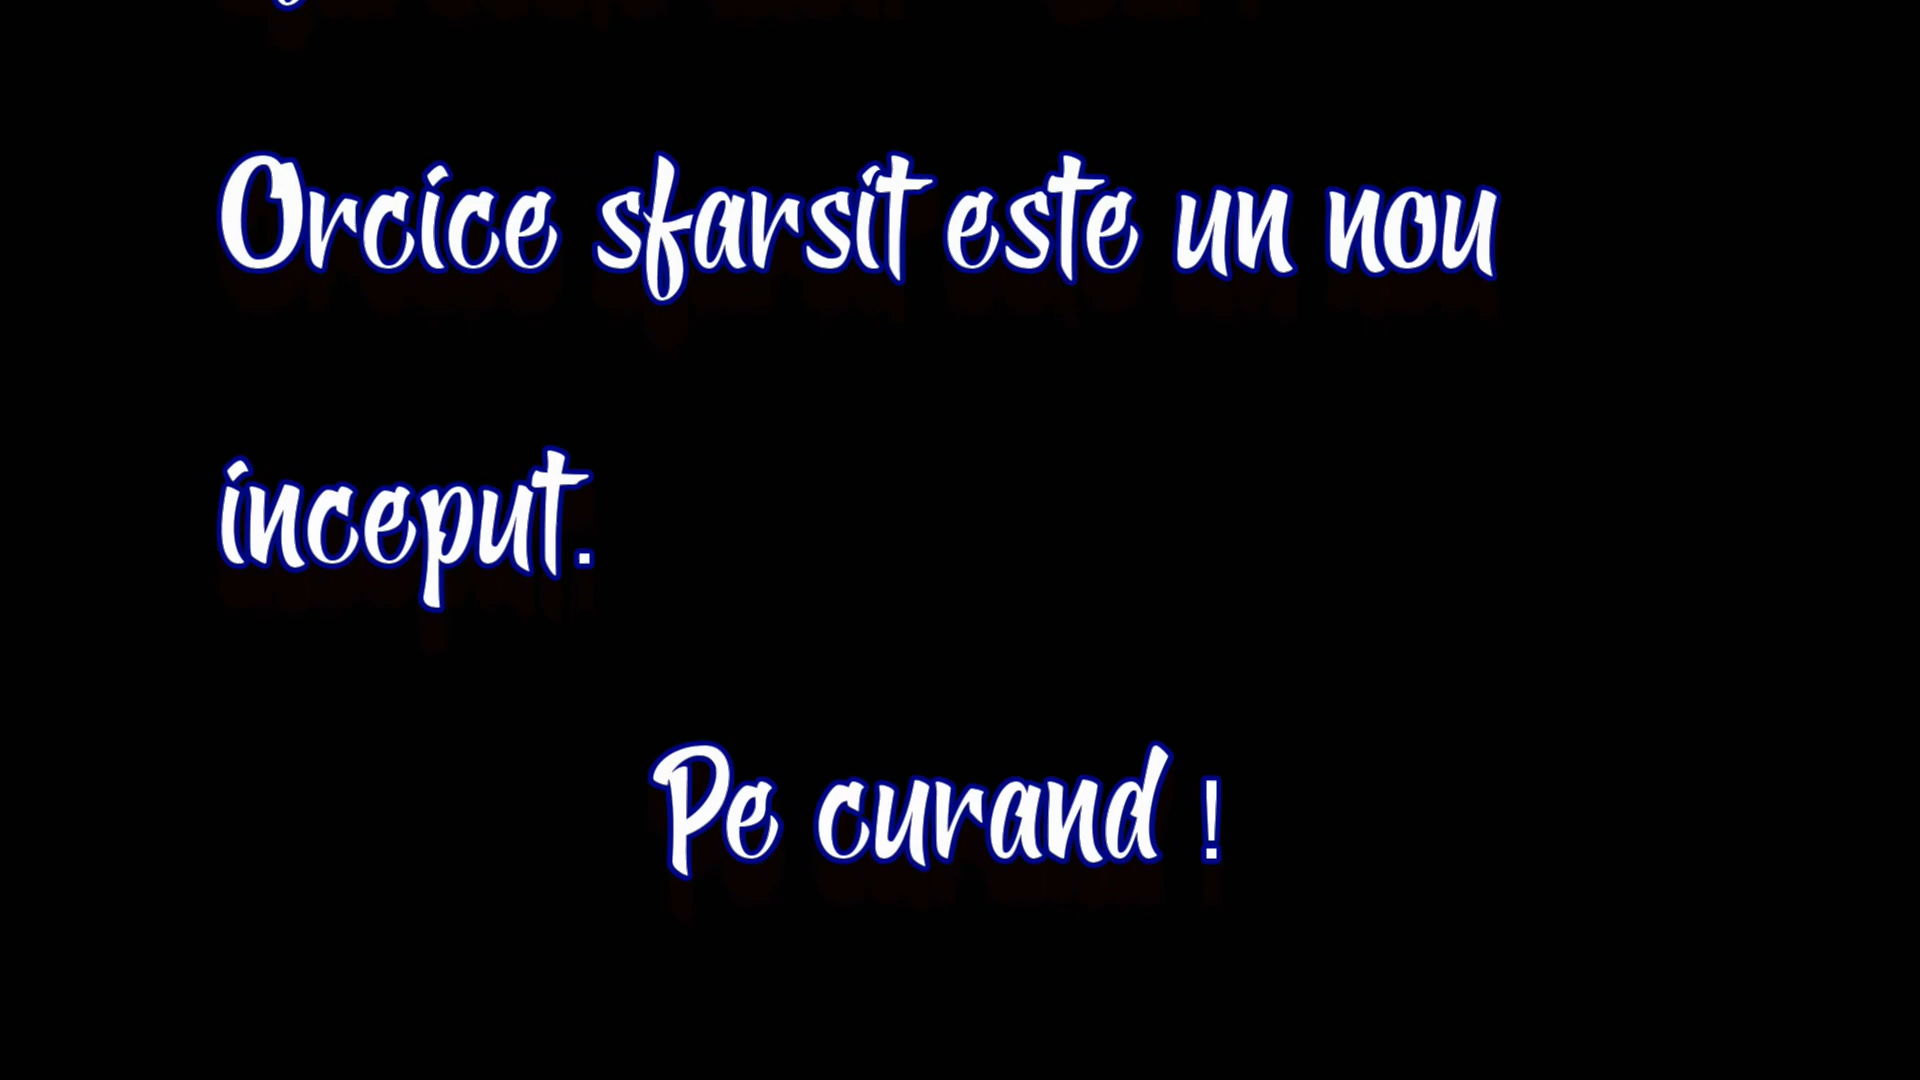 Orcice sfarsit este un nou
inceput.
Pe curand !